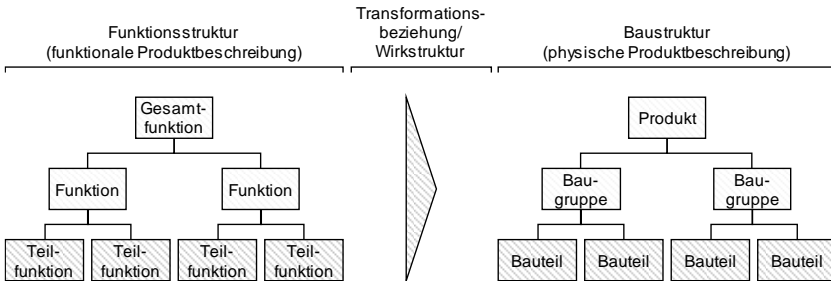 Funktionsstruktur
(funktionale Produktbeschreibung)
Transformations-
beziehung/
Wirkstruktur
Baustruktur
(physische Produktbeschreibung)
Gesamt-
funktion
Produkt
Funktion
Funktion
Bau-
gruppe
Bau-
gruppe
Teil-
funktion
Teil-
funktion
Teil-
funktion
Teil-
funktion
Bauteil
Bauteil
Bauteil
Bauteil